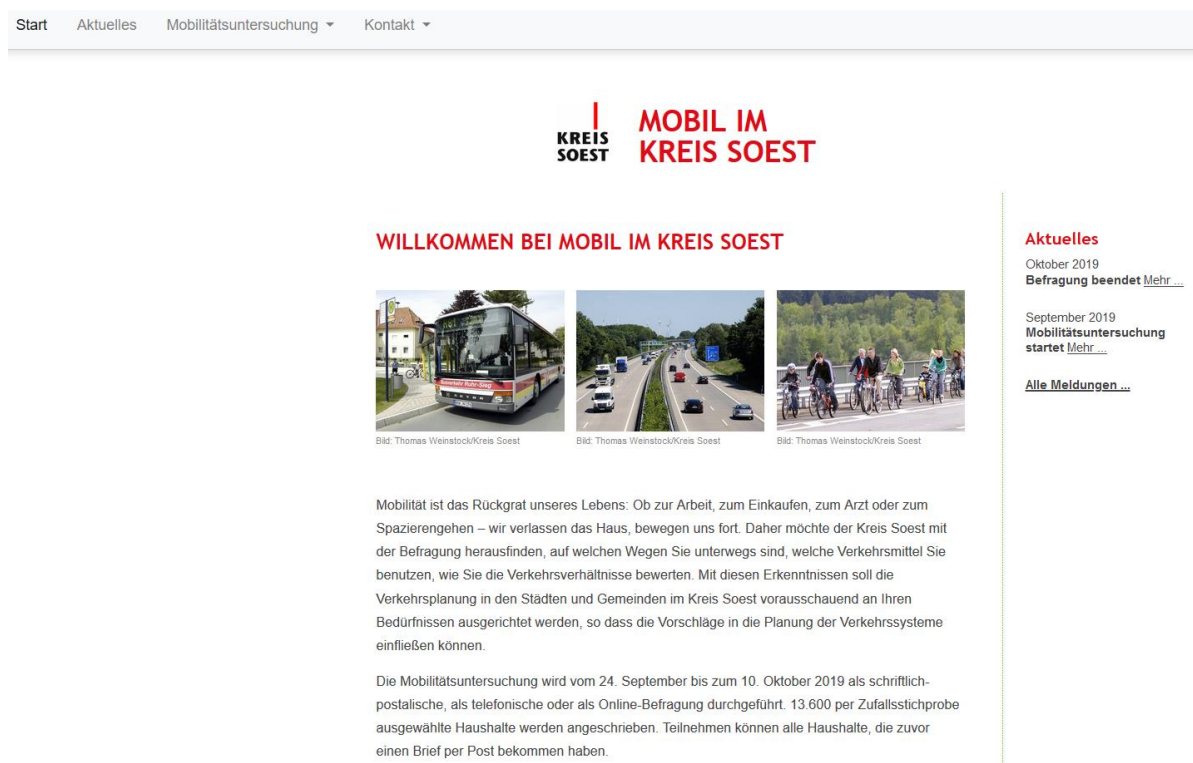 Start Aktuelles Mobilitätsuntersuchung Kontakt
KREIS
SOEST
MOBIL IM
KREIS SOEST
WILLKOMMEN BEI MOBIL IM KREIS SOEST
Bild: Thomas Weinstock/Kreis Soest
Bild: Thomas Weinstock/Kreis Soest
Bild: Thomas Weinstock/Kreis Soest
Mobilität ist das Rückgrat unseres Lebens: Ob zur Arbeit, zum Einkaufen, zum Arzt oder zum
Spazierengehen – wir verlassen das Haus, bewegen uns fort. Daher möchte der Kreis Soest mit
der Befragung herausfinden, auf welchen Wegen Sie unterwegs sind, welche Verkehrsmittel Sie
benutzen, wie Sie die Verkehrsverhältnisse bewerten. Mit diesen Erkenntnissen soll die
Verkehrsplanung in den Städten und Gemeinden im Kreis Soest vorausschauend an Ihren
Bedürfnissen ausgerichtet werden, so dass die Vorschläge in die Planung der Verkehrssysteme
einfließen können.
Die Mobilitätsuntersuchung wird vom 24. September bis zum 10. Oktober 2019 als schriftlich-
postalische, als telefonische oder als Online-Befragung durchgeführt. 13.600 per Zufallsstichprobe
ausgewählte Haushalte werden angeschrieben. Teilnehmen können alle Haushalte, die zuvor
einen Brief per Post bekommen haben.
Aktuelles
Oktober 2019
Befragung beendet Mehr ...
September 2019
Mobilitätsuntersuchung
startet Mehr ...
Alle Meldungen ...